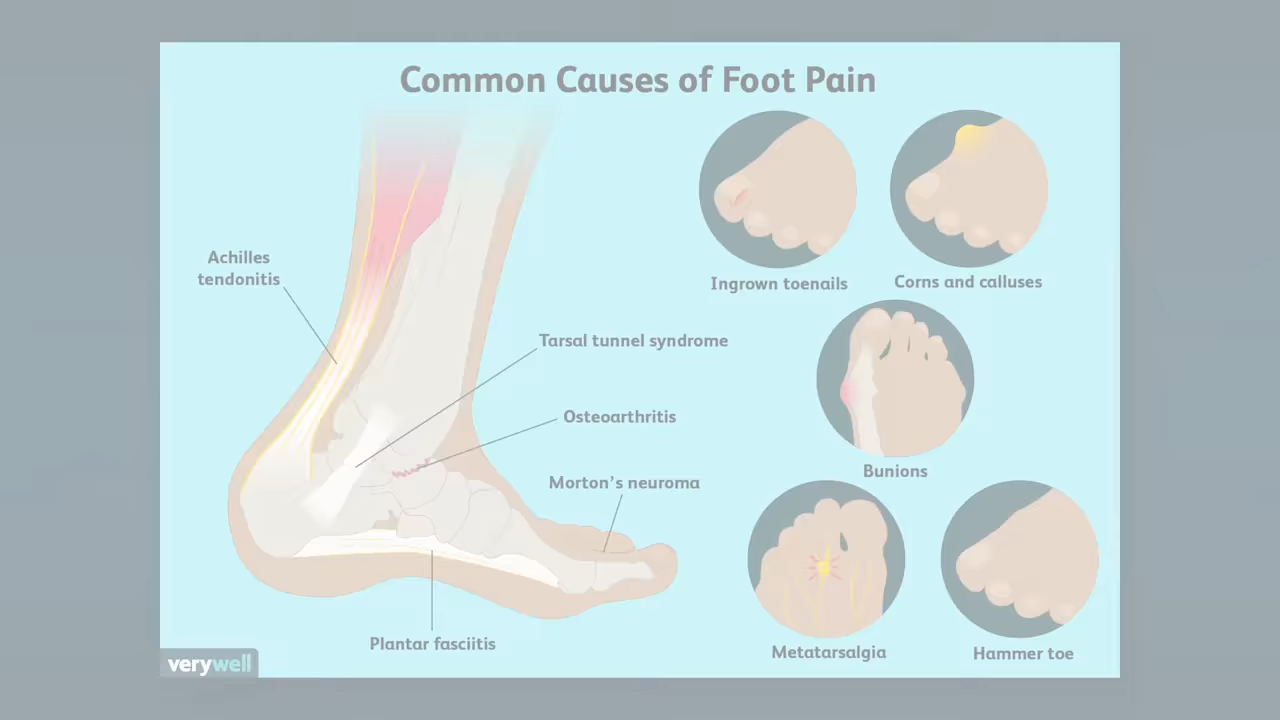 Common Causes of Foot Pain
Achilles
tendonitis
Tarsal tunnel syndrome
Osteoarthritis
Morton's neuroma
Plantar fasciitis
Ingrown toenails
Corns and calluses
Bunions
Metatarsalgia
Hammer toe
verywell